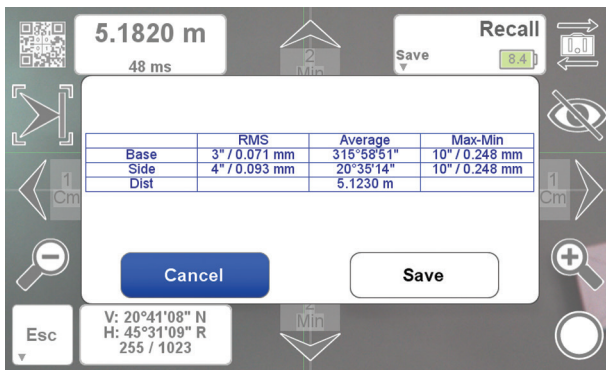 5.1820 m
48 ms
2
Min
Recall
Save
8.4
RMS Average Max-Min
Base 3" / 0.071 mm 315°58'51" 10" / 0.248 mm
Side 4" / 0.093 mm 20°35'14" 10" / 0.248 mm
Dist 5.1230 m
1
Cm
1
Cm
Cancel
Save
Esc
V: 20°41'08" N
H: 45°31'09" R
255 / 1023
Min